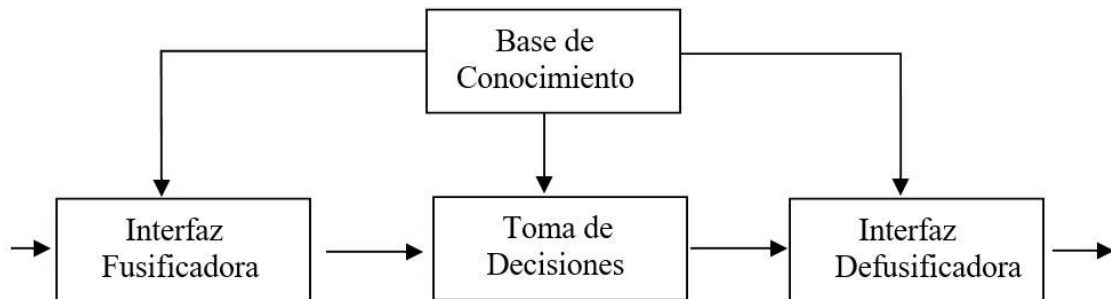 Base de
Conocimiento
Interfaz
Fusificadora
Toma de
Decisiones
Interfaz
Defusificadora